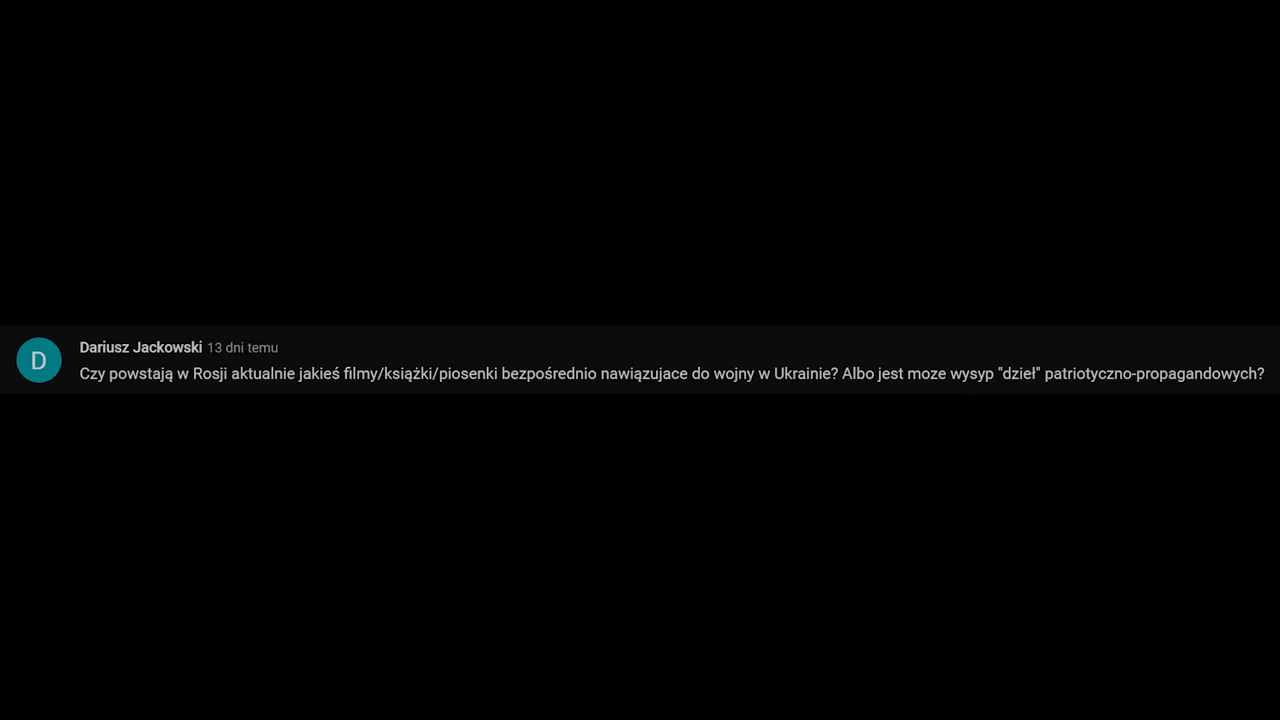 D
Dariusz Jackowski 13 dni temu
Czy powstają w Rosji aktualnie jakieś filmy/książki/piosenki bezpośrednio nawiązujace do wojny w Ukrainie? Albo jest moze wysyp "dzieł" patriotyczno-propagandowych?